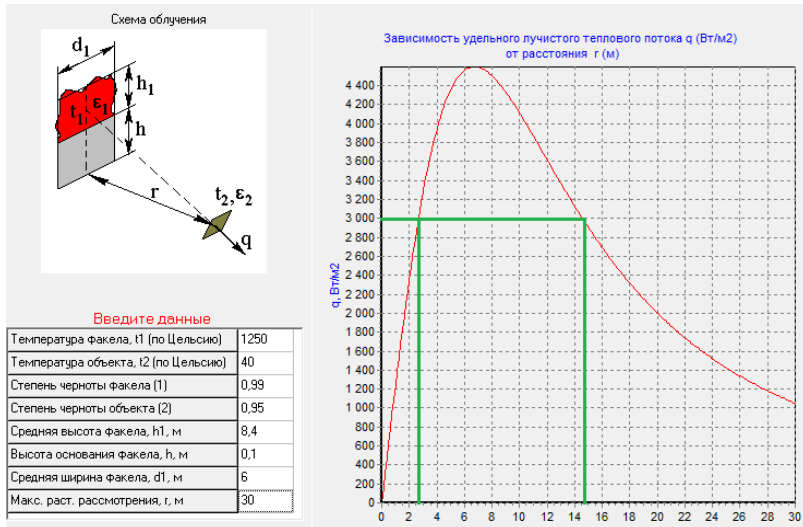 Схема облучения
d1
h1
t1 ε1
h
r
t2,ε2
q
Введите данные
Температура факела, t1 (по Цельсию) 1250
Температура объекта, t2 (по Цельсию) 40
Степень черноты факела (1) 0,99
Степень черноты объекта (2) 0,95
Средняя высота факела, h1, м 8,4
Высота основания факела, h, м 0,1
Средняя ширина факела, d1, м 6
Макс. раст. рассмотрения, r, м 30
Зависимость удельного лучистого теплового потока q (Вт/м2)
от расстояния r (м)
q, Вт/м2
4 400
4 200
4 000
3 800
3 600
3 400
3 200
3 000
2 800
2 600
2 400
2 200
2 000
1 800
1 600
1 400
1 200
1 000
800
600
400
200
0
0 2 4 6 8 10 12 14 16 18 20 22 24 26 28 30